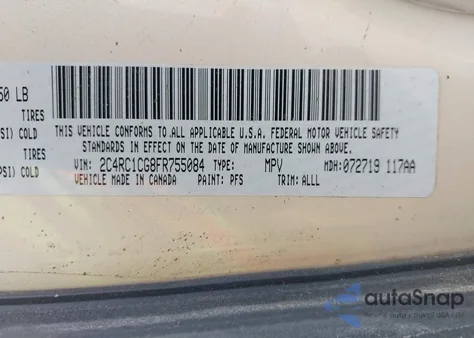 50 LB
TIRES
PSI) COLD
TIRES
SI) COLD
THIS VEHICLE CONFORMS TO ALL APPLICABLE U.S.A. FEDERAL MOTOR VEHICLE SAFETY
STANDARDS IN EFFECT ON THE DATE OF MANUFACTURE SHOWN ABOVE.
VIN: 2C4RC1CG8FR755084 TYPE: MPV MDH: 072719 117AA
VEHICLE MADE IN CANADA PAINT: PFS TRIM: ALLL
autoSnap